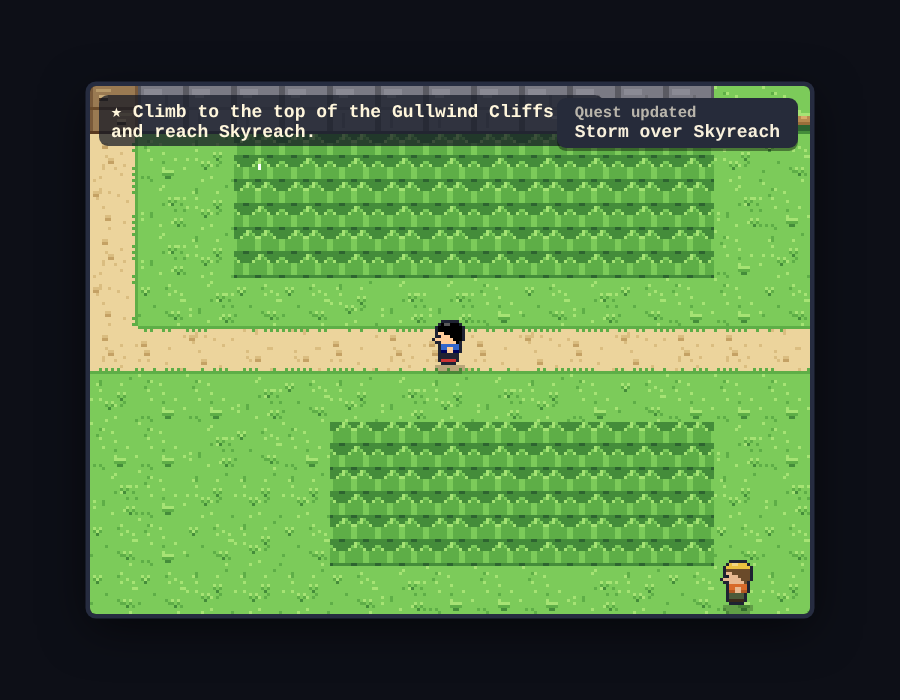 ★ Climb to the top of the Gullwind Cliffs
and reach Skyreach.
Quest updated
Storm over Skyreach